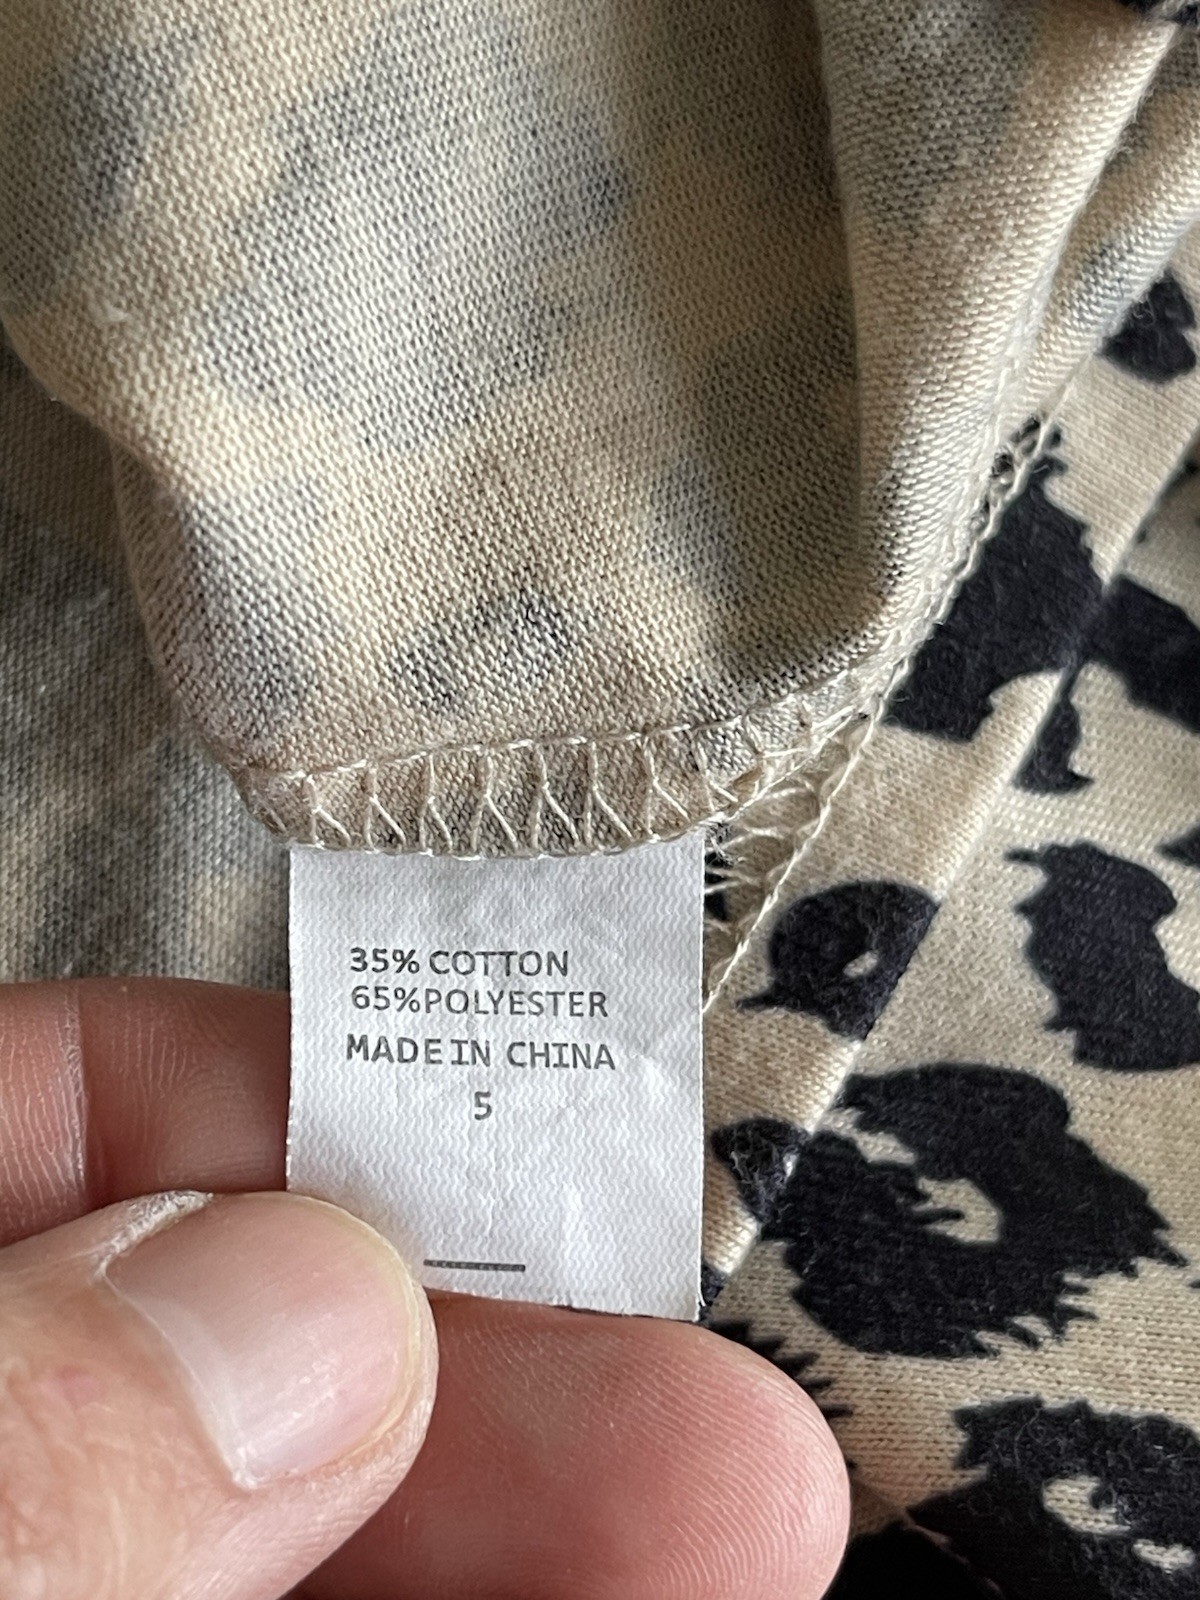 35% COTTON
65%POLYESTER
MADE IN CHINA
5